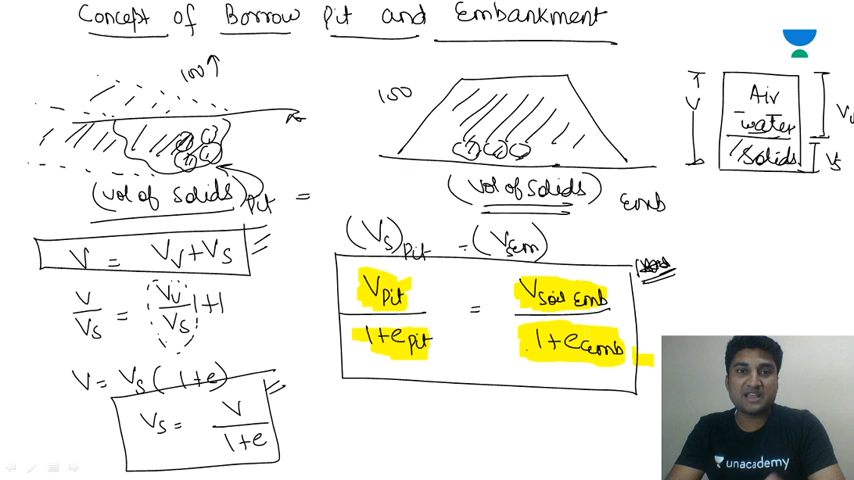 Concept of Borrow Pit and Embankment
100
100
V
Air
water
Solids
Vv
Vs
(Vol of Solids) Pit = (Vol of Solids) Emb
V = Vv + Vs
V/Vs = Vv/Vs + 1
V = Vs (1+e)
Vs = V/1+e
(Vs)Pit = (Vsem)
VPit/1+ePit = VSoil Emb/1+eemb
unacademy